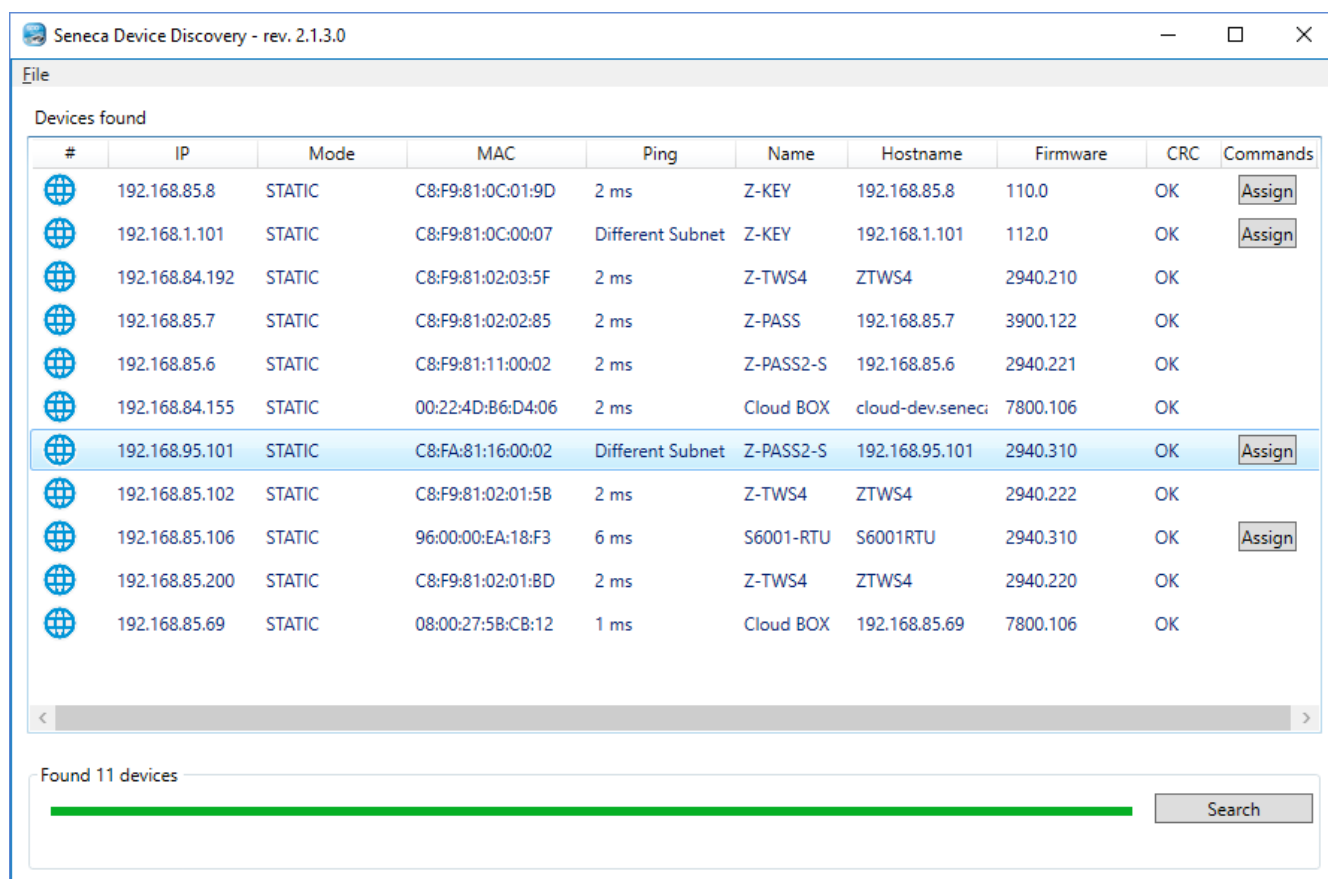 Seneca Device Discovery - rev. 2.1.3.0
File
Devices found
# IP Mode MAC Ping Name Hostname Firmware CRC Commands
192.168.85.8 STATIC C8:F9:81:0C:01:9D 2 ms Z-KEY 192.168.85.8 110.0 OK Assign
192.168.1.101 STATIC C8:F9:81:0C:00:07 Different Subnet Z-KEY 192.168.1.101 112.0 OK Assign
192.168.84.192 STATIC C8:F9:81:02:03:5F 2 ms Z-TWS4 ZTWS4 2940.210 OK
192.168.85.7 STATIC C8:F9:81:02:02:85 2 ms Z-PASS 192.168.85.7 3900.122 OK
192.168.85.6 STATIC C8:F9:81:11:00:02 2 ms Z-PASS2-S 192.168.85.6 2940.221 OK
192.168.84.155 STATIC 00:22:4D:B6:D4:06 2 ms Cloud BOX cloud-dev.seneca 7800.106 OK
192.168.95.101 STATIC C8:FA:81:16:00:02 Different Subnet Z-PASS2-S 192.168.95.101 2940.310 OK Assign
192.168.85.102 STATIC C8:F9:81:02:01:5B 2 ms Z-TWS4 ZTWS4 2940.222 OK
192.168.85.106 STATIC 96:00:00:EA:18:F3 6 ms S6001-RTU S6001RTU 2940.310 OK Assign
192.168.85.200 STATIC C8:F9:81:02:01:BD 2 ms Z-TWS4 ZTWS4 2940.220 OK
192.168.85.69 STATIC 08:00:27:5B:CB:12 1 ms Cloud BOX 192.168.85.69 7800.106 OK
Found 11 devices
Search